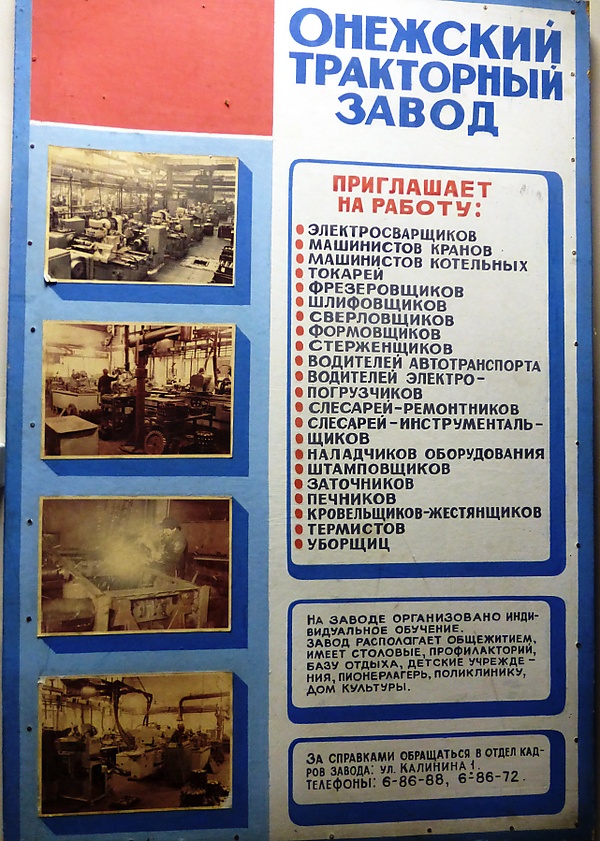 ОНЕЖСКИЙ
ТРАКТОРНЫЙ
ЗАВОД
ПРИГЛАШАЕТ
НА РАБОТУ:
ЭЛЕКТРОСВАРЩИКОВ
МАШИНИСТОВ КРАНОВ
МАШИНИСТОВ КОТЕЛЬНЫХ
ТОКАРЕЙ
ФРЕЗЕРОВЩИКОВ
ШЛИФОВЩИКОВ
СВЕРЛОВЩИКОВ
ФОРМОВЩИКОВ
СТЕРЖЕНЩИКОВ
ВОДИТЕЛЕЙ АВТОТРАНСПОРТА
ВОДИТЕЛЕЙ ЭЛЕКТРО-
ПОГРУЗЧИКОВ
СЛЕСАРЕЙ-РЕМОНТНИКОВ
СЛЕСАРЕЙ-ИНСТРУМЕНТАЛЬ-
ЩИКОВ
НАЛАДЧИКОВ ОБОРУДОВАНИЯ
ШТАМПОВЩИКОВ
ЗАТОЧНИКОВ
ПЕЧНИКОВ
КРОВЕЛЬЩИКОВ-ЖЕСТЯНЩИКОВ
ТЕРМИСТОВ
УБОРЩИЦ
НА ЗАВОДЕ ОРГАНИЗОВАНО ИНДИ-
ВИДУАЛЬНОЕ ОБУЧЕНИЕ.
ЗАВОД РАСПОЛОГАЕТ ОБЩЕЖИТИЕМ,
ИМЕЕТ СТОЛОВЫЕ, ПРОФИЛАКТОРИЙ,
БАЗУ ОТДЫХА, ДЕТСКИЕ УЧРЕЖДЕ-
НИЯ, ПИОНЕРЛАГЕРЬ, ПОЛИКЛИНИКУ,
ДОМ КУЛЬТУРЫ.
ЗА СПРАВКАМИ ОБРАЩАТЬСЯ В ОТДЕЛ КАД-
РОВ ЗАВОДА: УЛ. КАЛИНИНА 1.
ТЕЛЕФОНЫ: 6-86-88, 6-86-72.